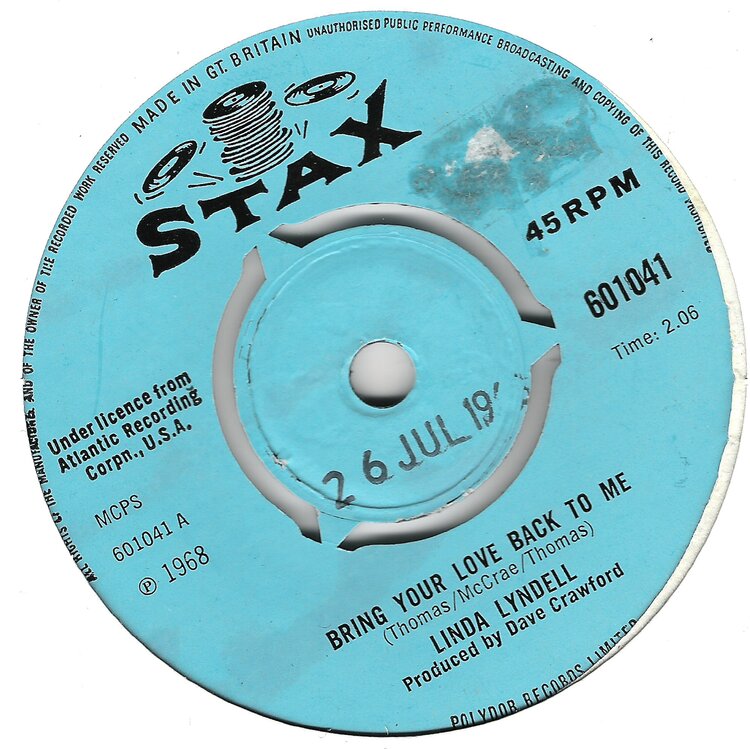 ALL RIGHTS OF THE MANUFACTURER AND OF THE OWNER OF THE RECORDED WORK RESERVED MADE IN GT. BRITAIN UNAUTHORISED PUBLIC PERFORMANCE BROADCASTING AND COPYING OF THIS RECORD PROHIBITED
STAX
45 RPM
601041
Time: 2.06
Under licence from
Atlantic Recording
Corpn., U.S.A.
MCPS
601041 A
℗ 1968
26 JUL 19
BRING YOUR LOVE BACK TO ME
(Thomas/McCrae/Thomas)
LINDA LYNDELL
Produced by Dave Crawford
POLYDOR RECORDS LIMITED